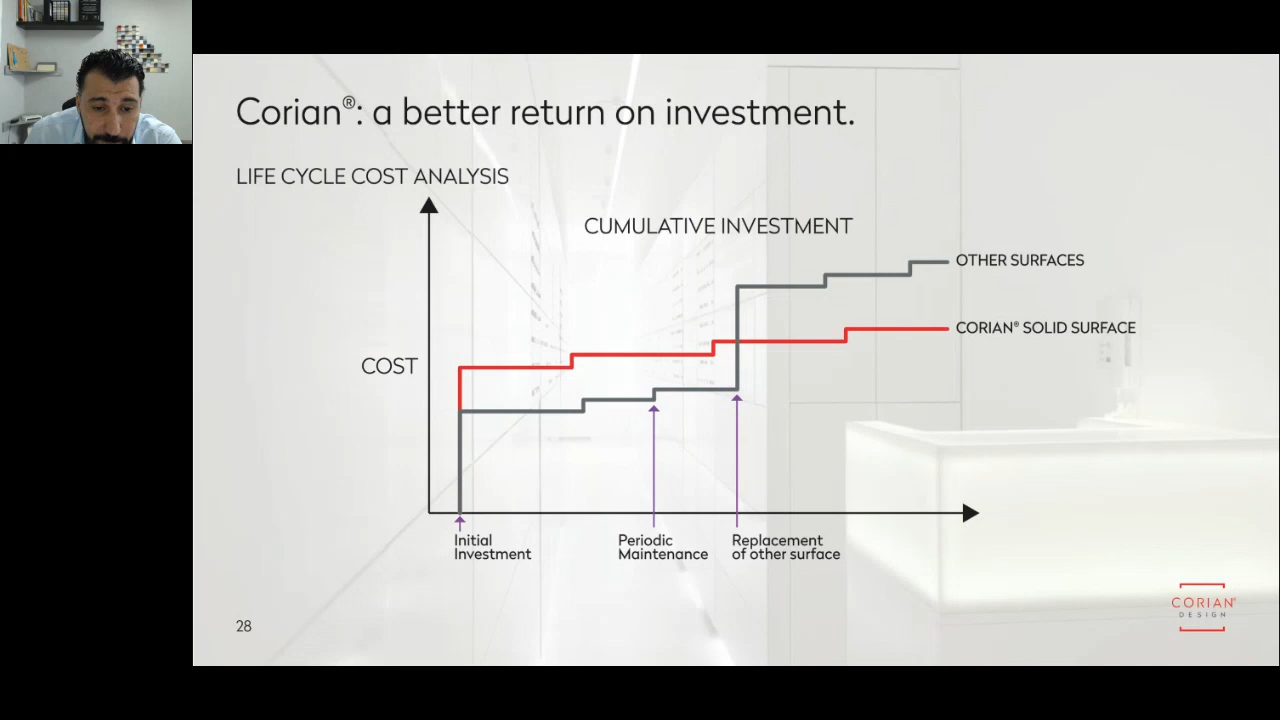 Corian®: a better return on investment.
LIFE CYCLE COST ANALYSIS
CUMULATIVE INVESTMENT
OTHER SURFACES
CORIAN® SOLID SURFACE
COST
Initial
Investment
Periodic
Maintenance
Replacement
of other surface
28
CORIAN®
DESIGN